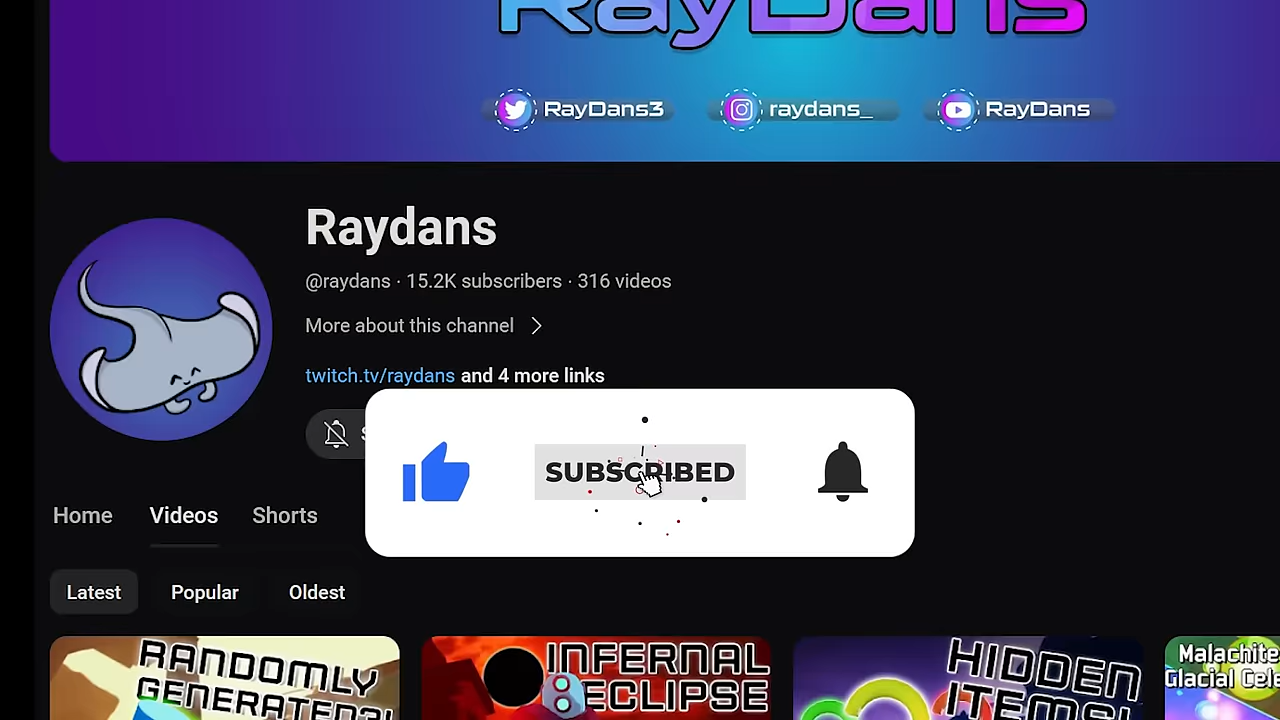 RayDans
RayDans3
raydans_
RayDans
Raydans
@raydans · 15.2K subscribers · 316 videos
More about this channel
twitch.tv/raydans and 4 more links
SUBSCRIBED
Home
Videos
Shorts
Latest
Popular
Oldest
RANDOMLY
GENERATED?!
INFERNAL
ECLIPSE
HIDDEN
ITEMS!
Malachite
Glacial Cele